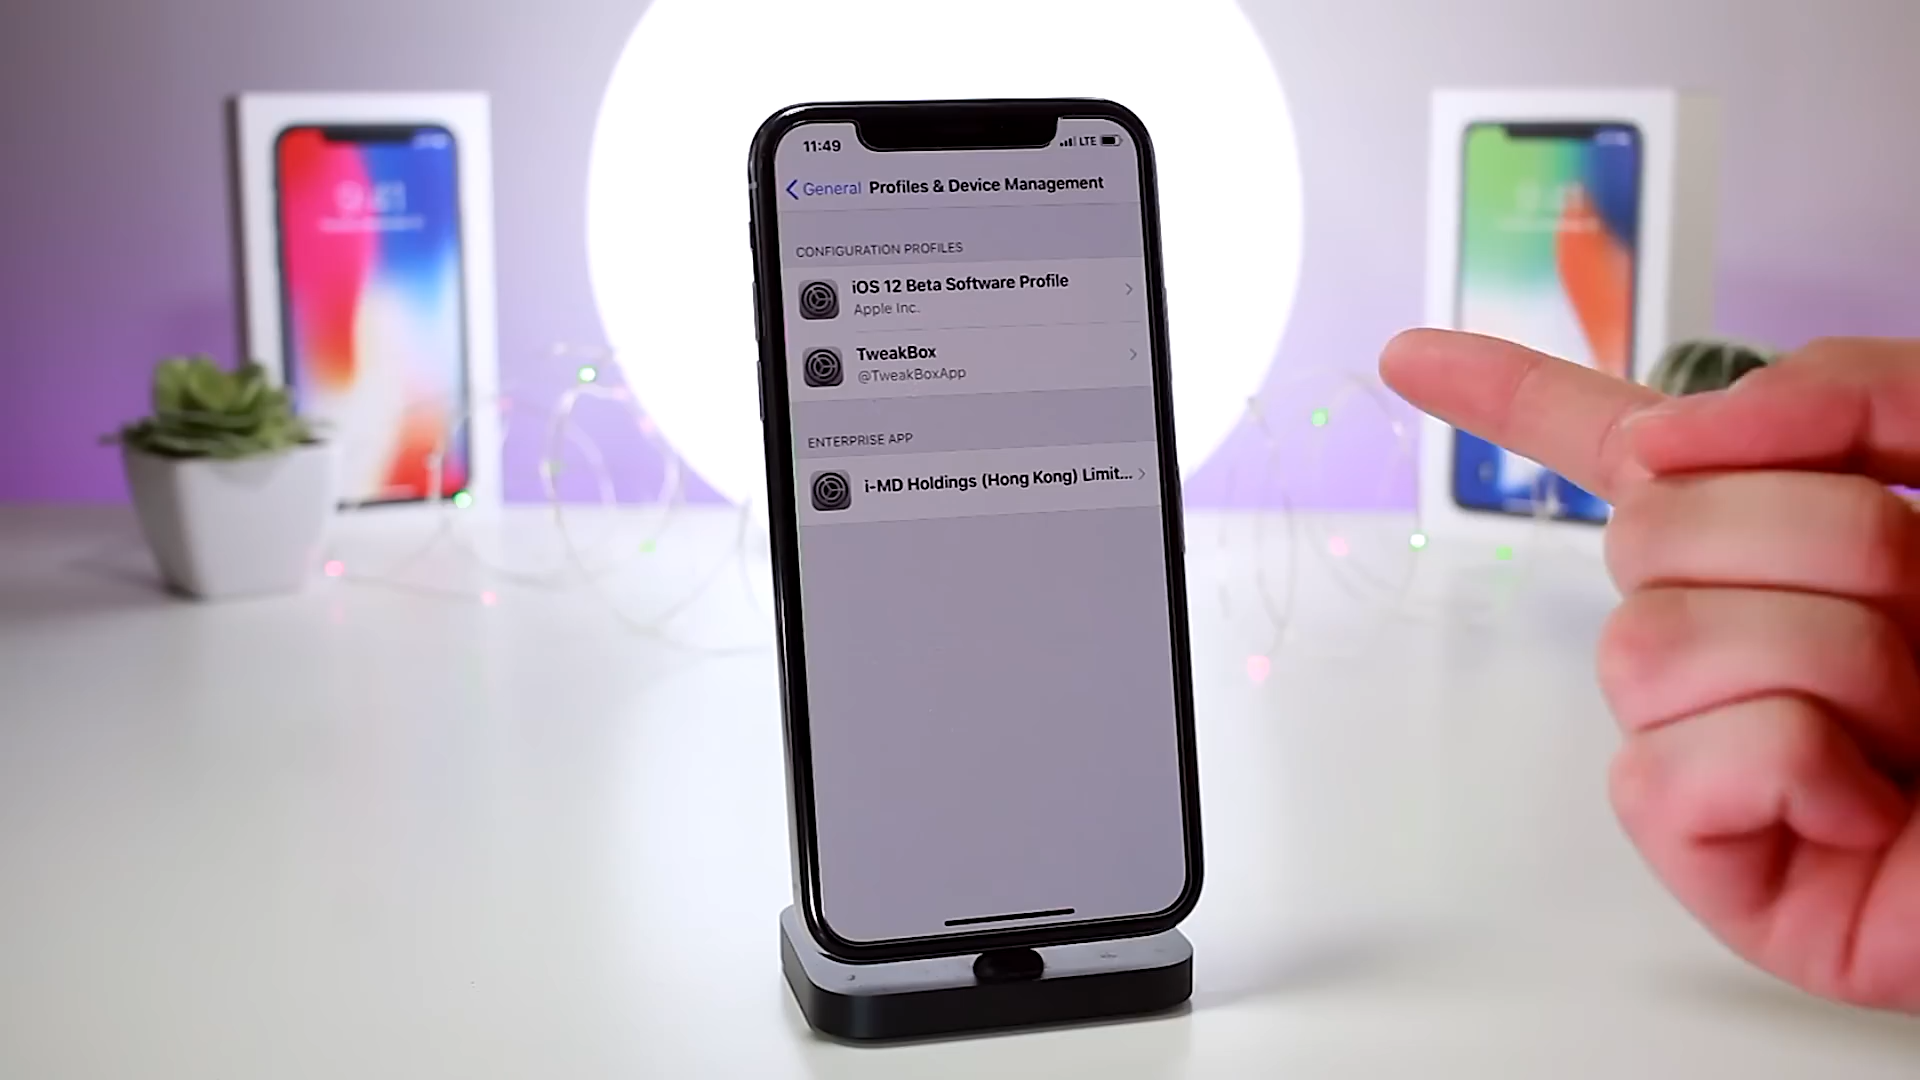 11:49 LTE
General Profiles & Device Management
CONFIGURATION PROFILES
iOS 12 Beta Software Profile
Apple Inc.
TweakBox
@TweakBoxApp
ENTERPRISE APP
i-MD Holdings (Hong Kong) Limit...